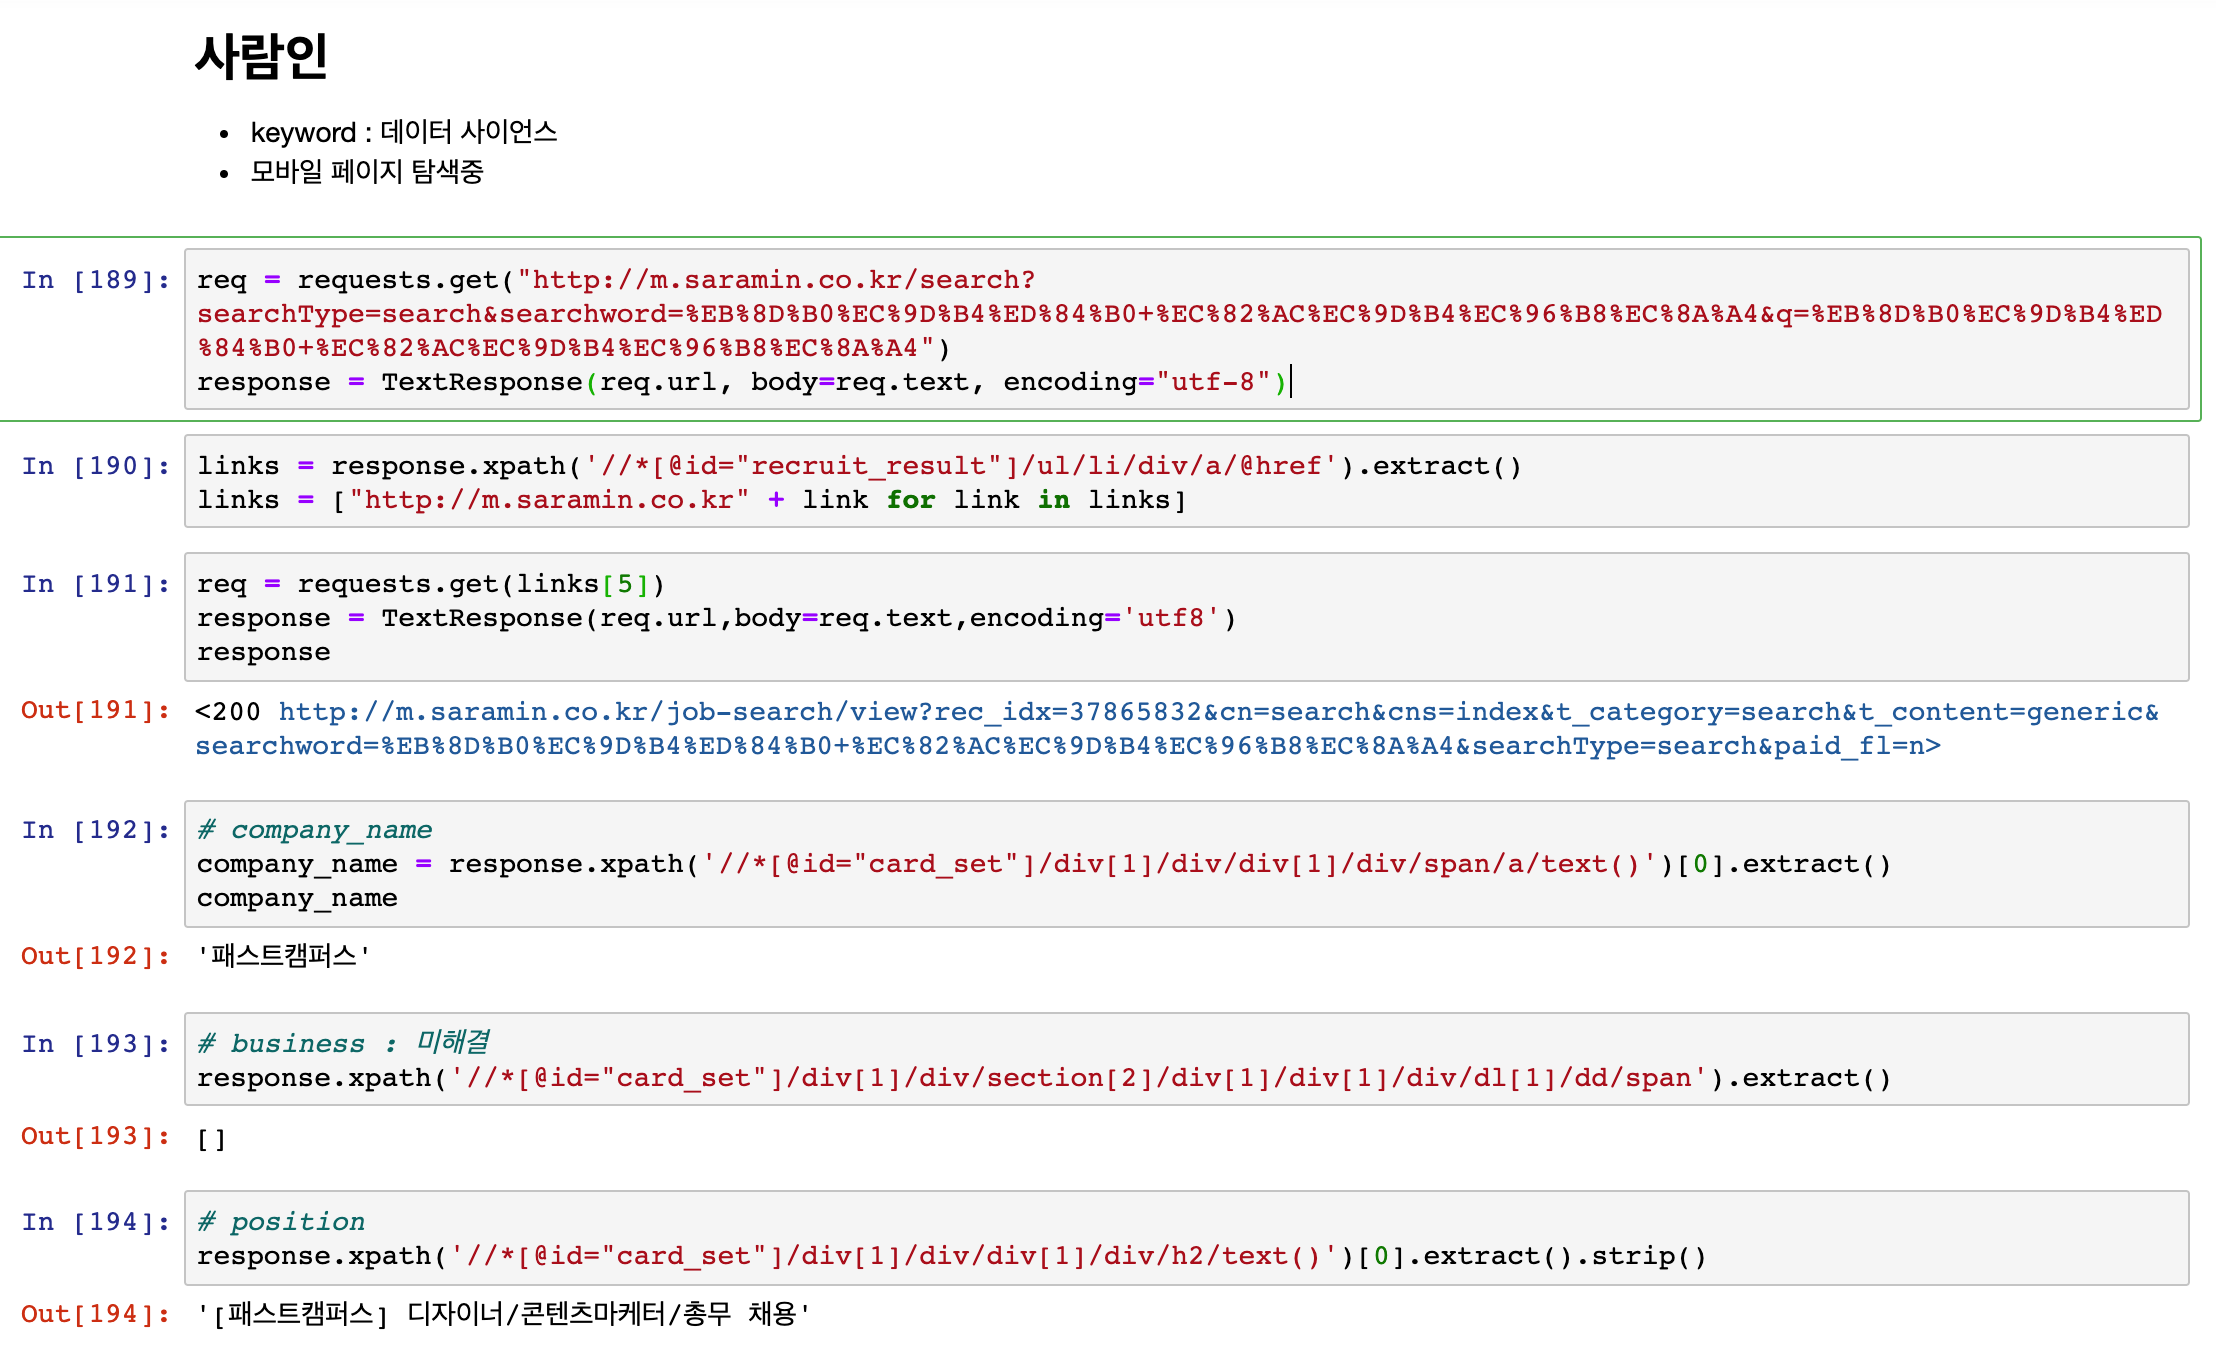 사람인
• keyword : 데이터 사이언스
• 모바일 페이지 탐색중
In [189]: req = requests.get("http://m.saramin.co.kr/search?
searchType=search&searchword=%EB%8D%B0%EC%9D%B4%ED%84%B0+%EC%82%AC%EC%9D%B4%EC%96%B8%EC%8A%A4&q=%EB%8D%B0%EC%9D%B4%ED
%84%B0+%EC%82%AC%EC%9D%B4%EC%96%B8%EC%8A%A4")
response = TextResponse(req.url, body=req.text, encoding="utf-8")
In [190]: links = response.xpath('//*[@id="recruit_result"]/ul/li/div/a/@href').extract()
links = ["http://m.saramin.co.kr" + link for link in links]
In [191]: req = requests.get(links[5])
response = TextResponse(req.url,body=req.text,encoding='utf8')
response
Out[191]: <200 http://m.saramin.co.kr/job-search/view?rec_idx=37865832&cn=search&cns=index&t_category=search&t_content=generic&
searchword=%EB%8D%B0%EC%9D%B4%ED%84%B0+%EC%82%AC%EC%9D%B4%EC%96%B8%EC%8A%A4&searchType=search&paid_fl=n>
In [192]: # company_name
company_name = response.xpath('//*[@id="card_set"]/div[1]/div/div[1]/div/span/a/text()')[0].extract()
company_name
Out[192]: '패스트캠퍼스'
In [193]: # business : 미해결
response.xpath('//*[@id="card_set"]/div[1]/div/section[2]/div[1]/div[1]/div/dl[1]/dd/span').extract()
Out[193]: []
In [194]: # position
response.xpath('//*[@id="card_set"]/div[1]/div/div[1]/div/h2/text()')[0].extract().strip()
Out[194]: '[패스트캠퍼스] 디자이너/콘텐츠마케터/총무 채용'